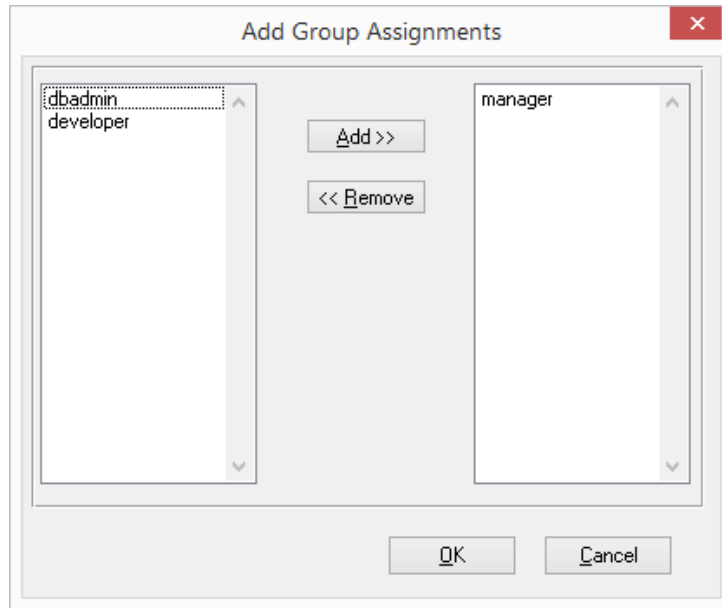 Add Group Assignments
dbadmin
developer
Add >>
<< Remove
manager
OK
Cancel